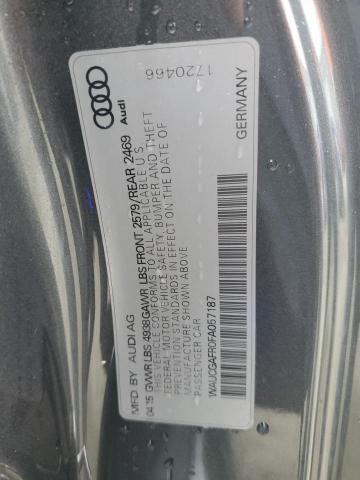 1720466
Audi
GERMANY
MFD BY AUDI AG
04.15 GVWR LBS 4938 GAWR LBS FRONT 2579/REAR 2469
THIS VEHICLE CONFORMS TO ALL APPLICABLE U.S.
FEDERAL MOTOR VEHICLE SAFETY, BUMPER AND THEFT
PREVENTION STANDARDS IN EFFECT ON THE DATE OF
MANUFACTURE SHOWN ABOVE
PASSENGER CAR
WAUCGAFR0FA057187